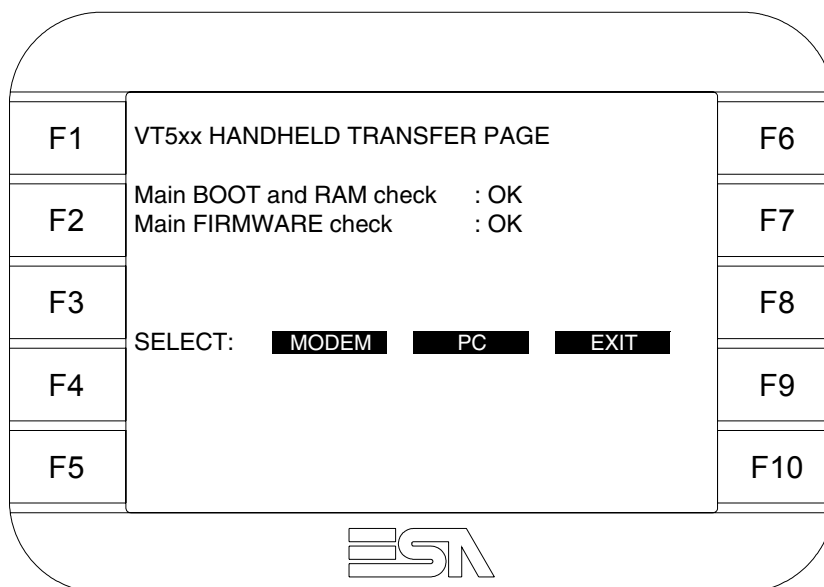 F1
F2
F3
F4
F5
VT5xx HANDHELD TRANSFER PAGE
Main BOOT and RAM check : OK
Main FIRMWARE check : OK
SELECT: MODEM PC EXIT
F6
F7
F8
F9
F10
ESA